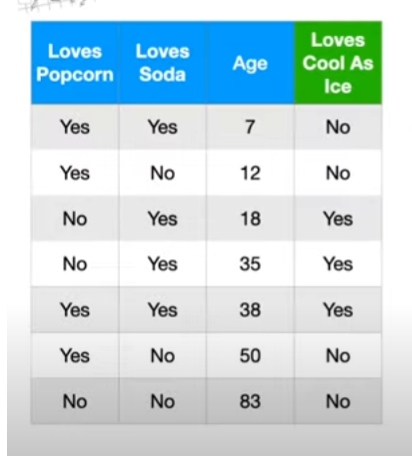 Loves Popcorn Loves Soda Age Loves Cool As Ice
Yes Yes 7 No
Yes No 12 No
No Yes 18 Yes
No Yes 35 Yes
Yes Yes 38 Yes
Yes No 50 No
No No 83 No